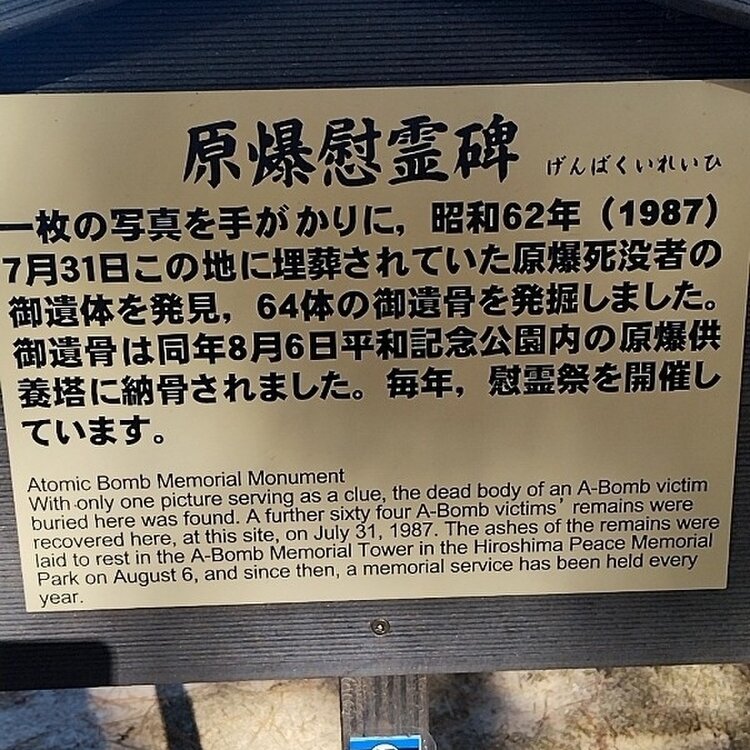 原爆慰霊碑 げんばくいれいひ
一枚の写真を手がかりに，昭和62年（1987）
7月31日この地に埋葬されていた原爆死没者の
御遺体を発見，64体の御遺骨を発掘しました。
御遺骨は同年8月6日平和記念公園内の原爆供
養塔に納骨されました。毎年，慰霊祭を開催し
ています。
Atomic Bomb Memorial Monument
With only one picture serving as a clue, the dead body of an A-Bomb victim
buried here was found. A further sixty four A-Bomb victims' remains were
recovered here, at this site, on July 31, 1987. The ashes of the remains were
laid to rest in the A-Bomb Memorial Tower in the Hiroshima Peace Memorial
Park on August 6, and since then, a memorial service has been held every
year.